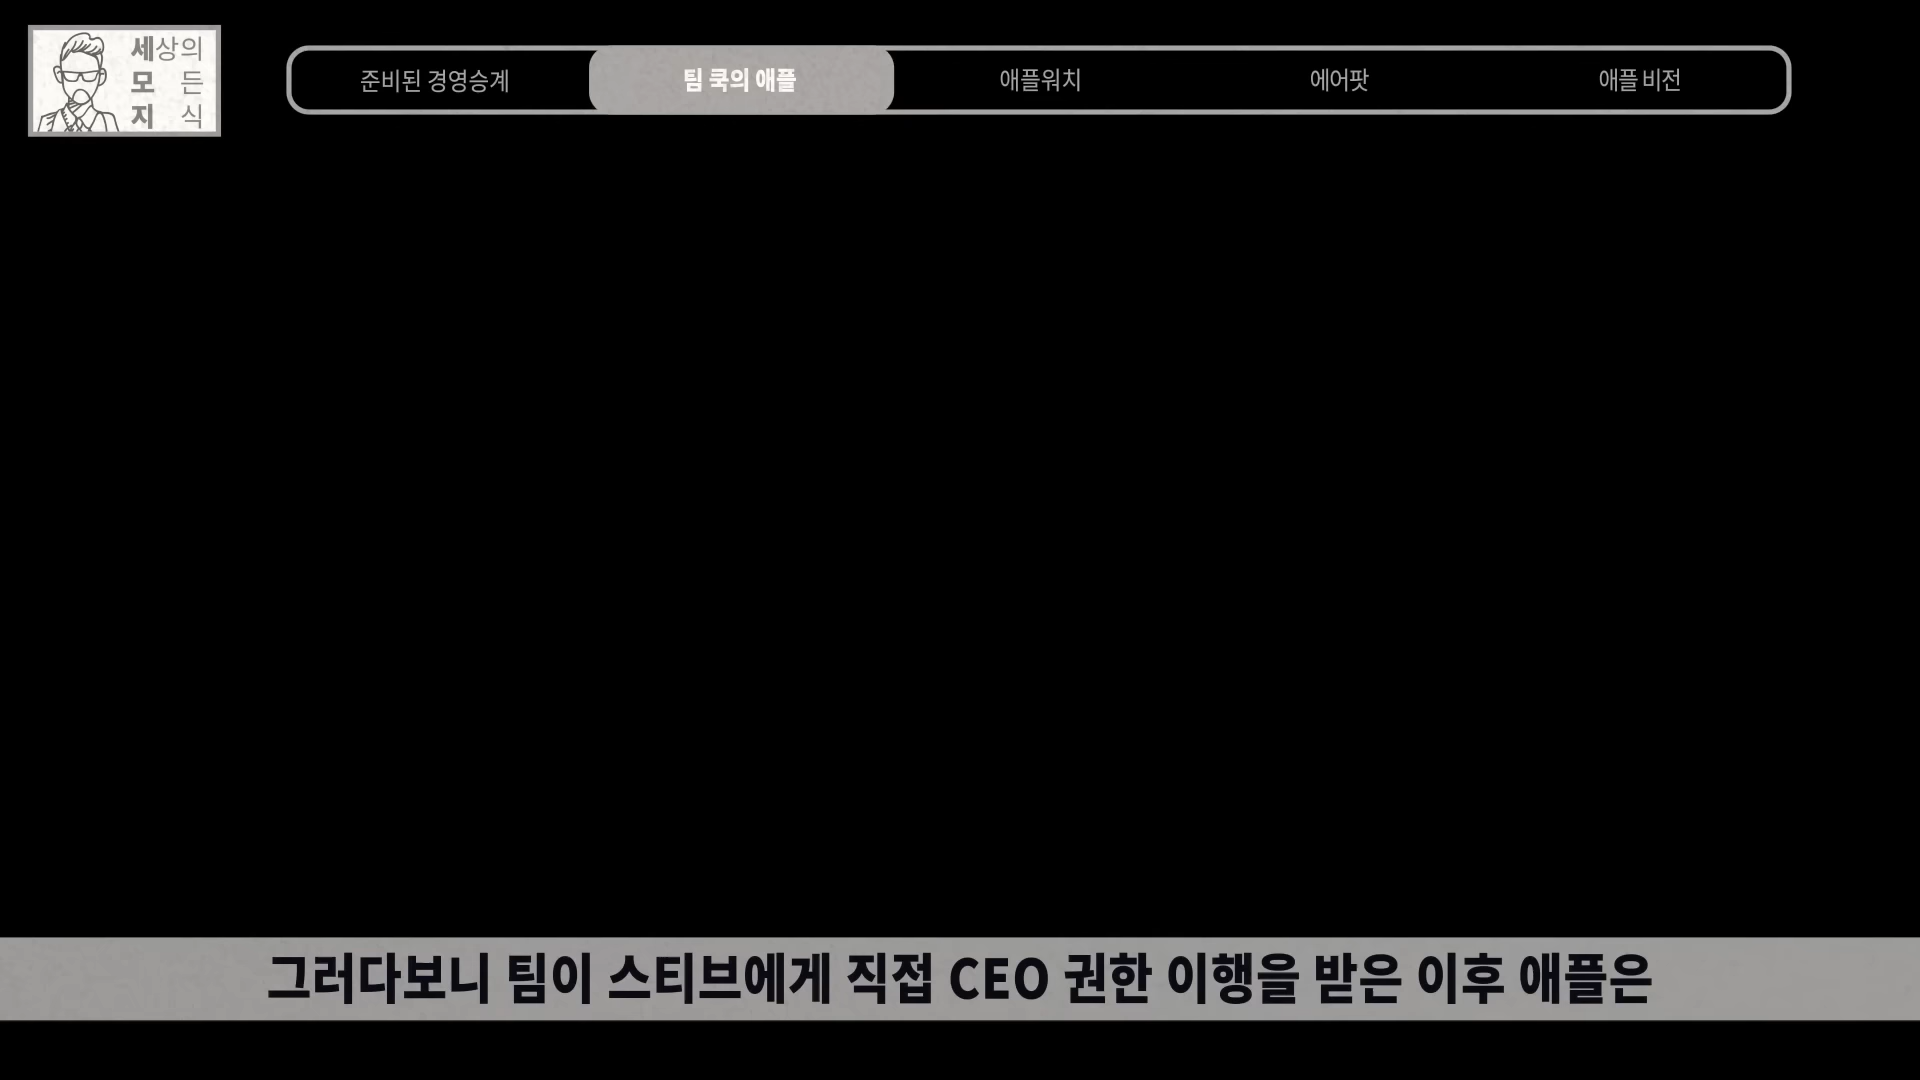 세상의
모든
지식
준비된 경영승계
팀 쿡의 애플
애플워치
에어팟
애플 비전
그러다보니 팀이 스티브에게 직접 CEO 권한 이행을 받은 이후 애플은